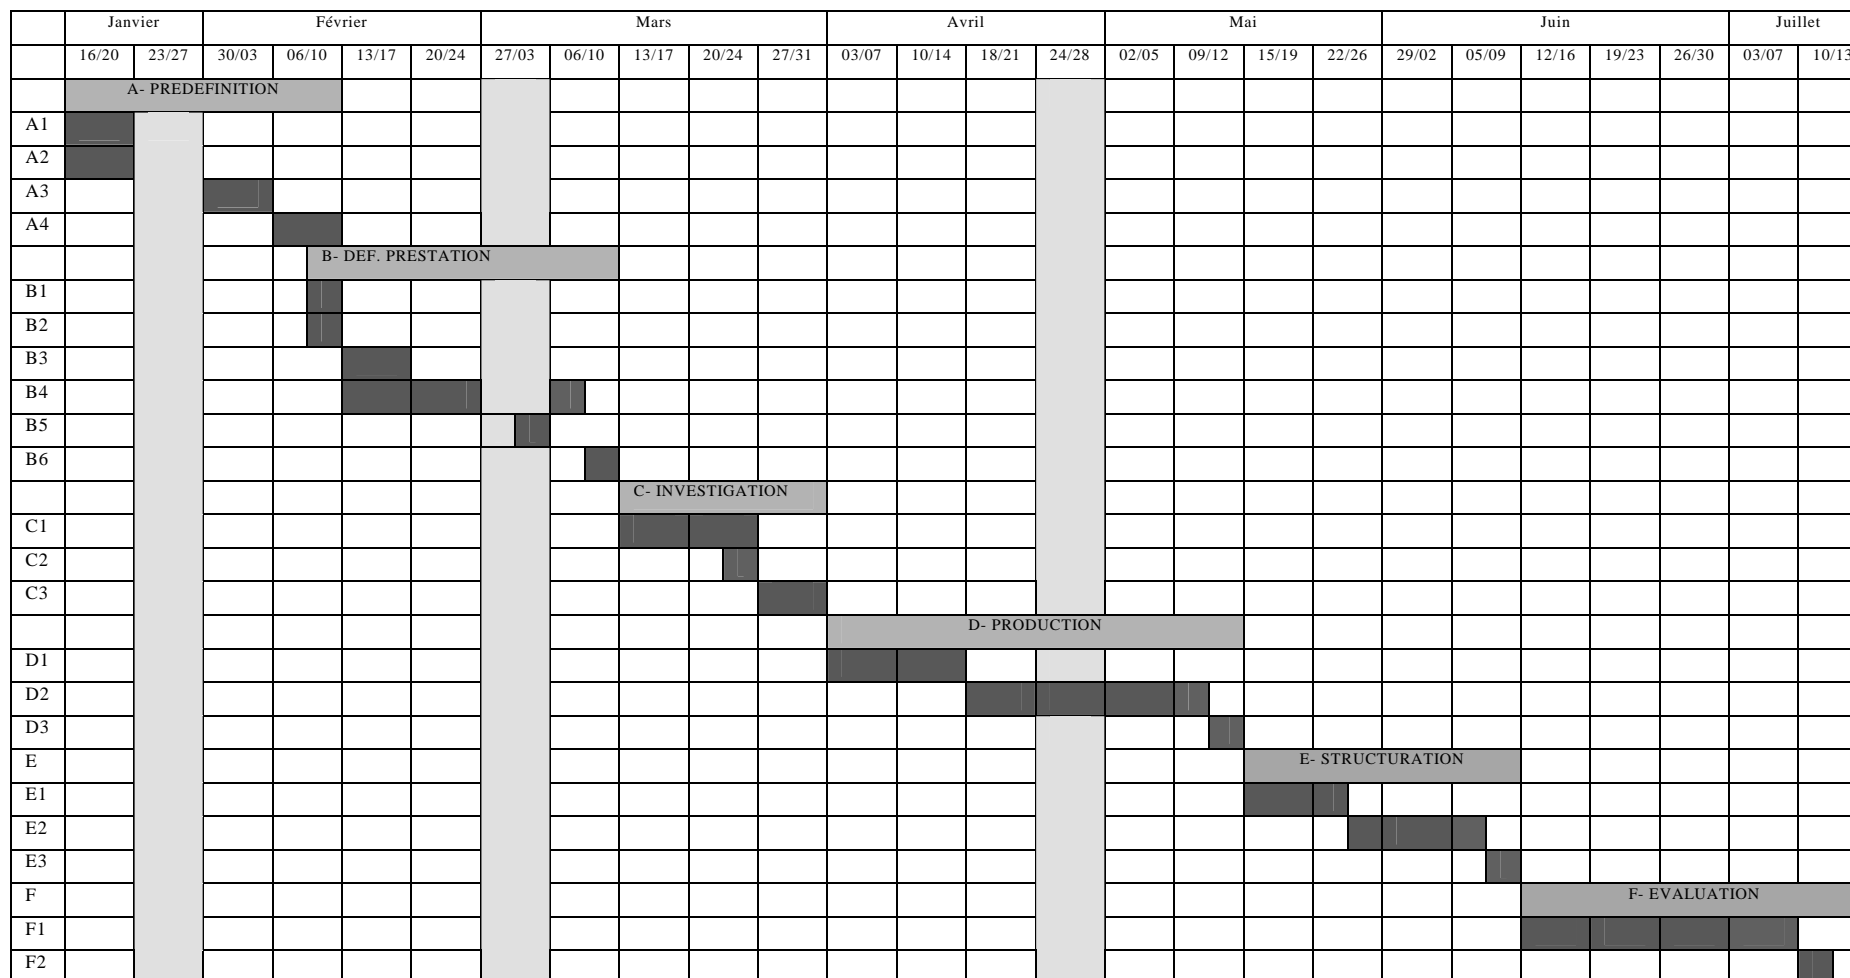 Janvier Février Mars Avril Mai Juin Juillet
16/20 23/27 30/03 06/10 13/17 20/24 27/03 06/10 13/17 20/24 27/31 03/07 10/14 18/21 24/28 02/05 09/12 15/19 22/26 29/02 05/09 12/16 19/23 26/30 03/07 10/13
A- PREDEFINITION
A1
A2
A3
A4
B- DEF. PRESTATION
B1
B2
B3
B4
B5
B6
C- INVESTIGATION
C1
C2
C3
D- PRODUCTION
D1
D2
D3
E E- STRUCTURATION
E1
E2
E3
F F- EVALUATION
F1
F2